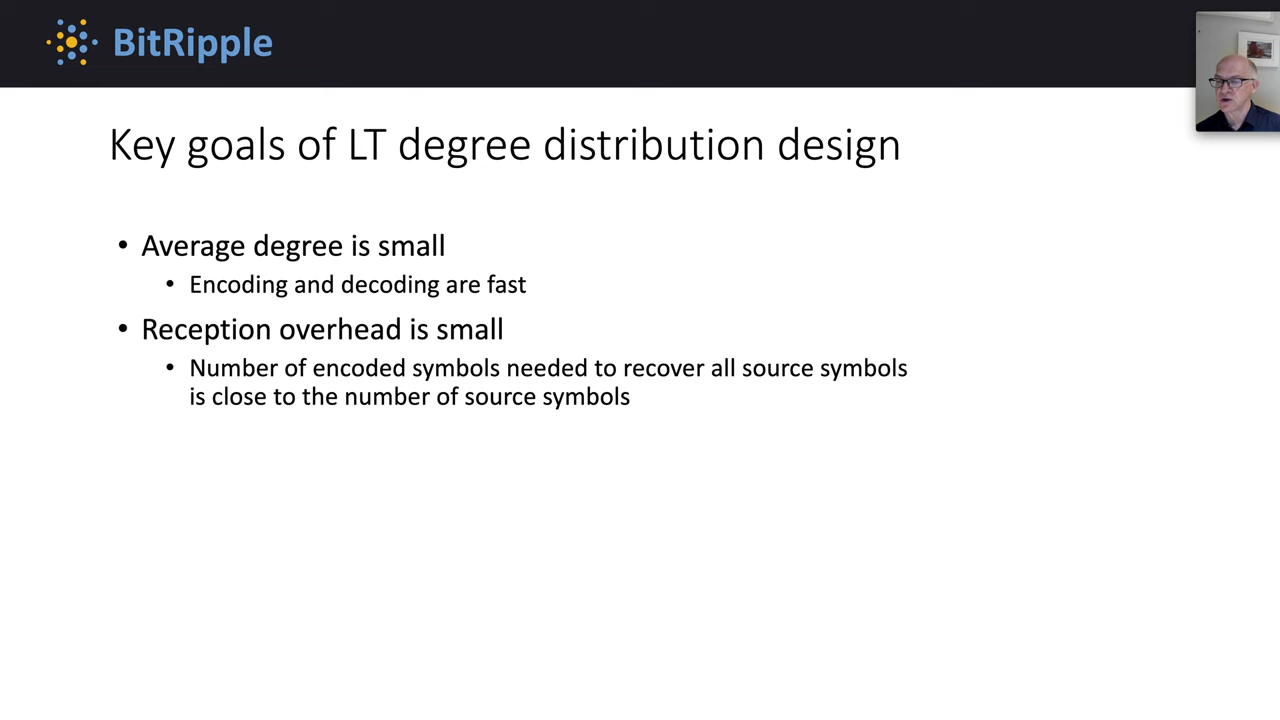 BitRipple
Key goals of LT degree distribution design
• Average degree is small
• Encoding and decoding are fast
• Reception overhead is small
• Number of encoded symbols needed to recover all source symbols
is close to the number of source symbols